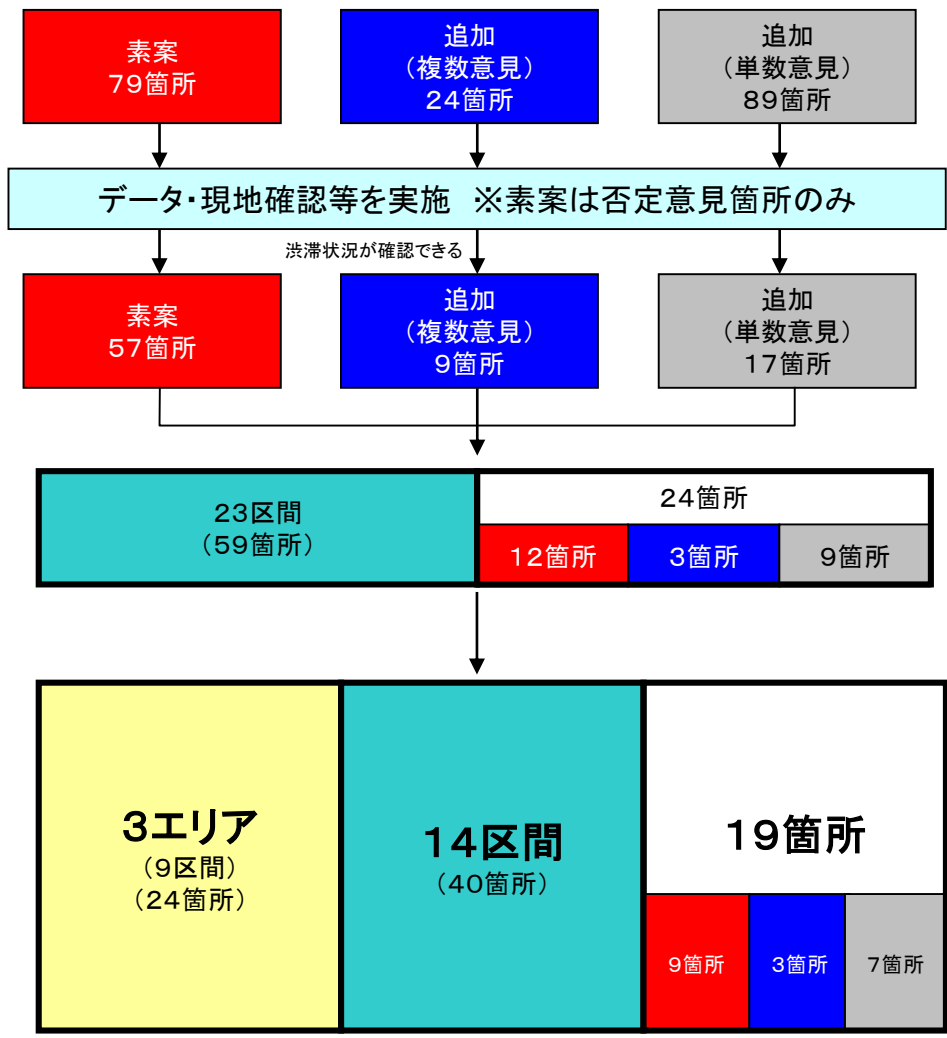 素案
79箇所
追加
（複数意見）
24箇所
追加
（単数意見）
89箇所
データ・現地確認等を実施　※素案は否定意見箇所のみ
渋滞状況が確認できる
素案
57箇所
追加
（複数意見）
9箇所
追加
（単数意見）
17箇所
23区間
（59箇所）
24箇所
12箇所
3箇所
9箇所
3エリア
（9区間）
（24箇所）
14区間
（40箇所）
19箇所
9箇所
3箇所
7箇所